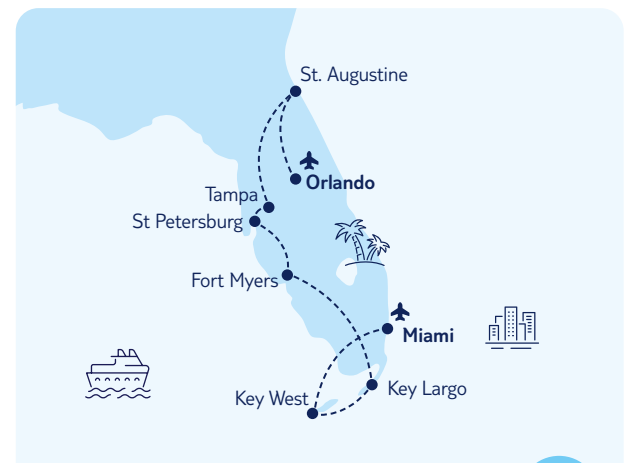 St. Augustine
Orlando
Tampa
St Petersburg
Fort Myers
Miami
Key Largo
Key West